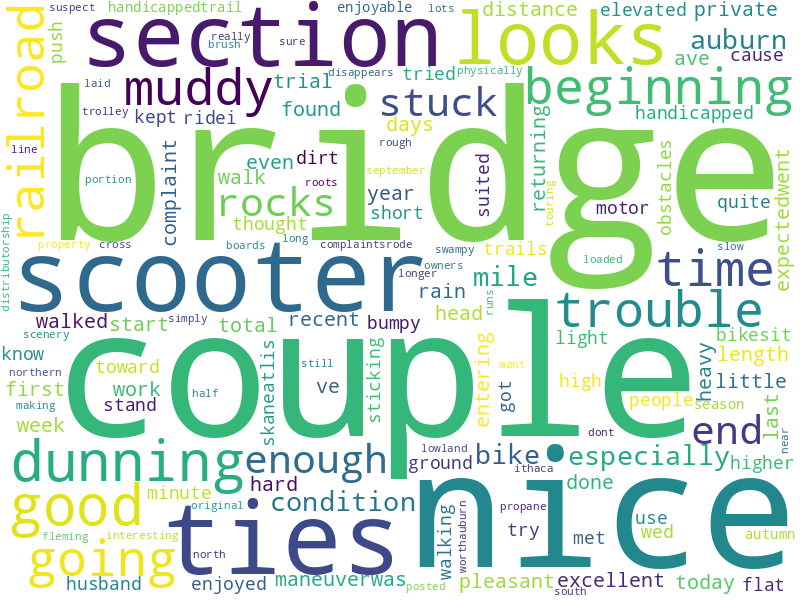 suspect handicappedtrail enjoyable lots elevated private
push section really brush sure looks distance auburn
railroad muddy disappears tried physically ave cause
laid trial stuck beginning
trolley kept ridei found days handicapped
line bridge rough
complaint even dirt september suited returning obstacles
portion walk year roots rocks short touring motor quite expectedwent
thought
distributorship property cross boards long complaintsrode swampy trails slow
scooter longer owners loaded time
rain mile
walked start simply total recent bumpy head runs trouble
scenery light bikesit
know toward couple still ve high want little length
northern first work half sticking entering got people heavy
making week stand skaneatlis season last
dunning enough ground lowland bike dont end near
hard ithaca especially higher
good minute original condition nice done
ties walking worthauburn propane try met use wed autumn
fleming interesting
going north
husband enjoyed maneuverwas posted pleasant south excellent today flat